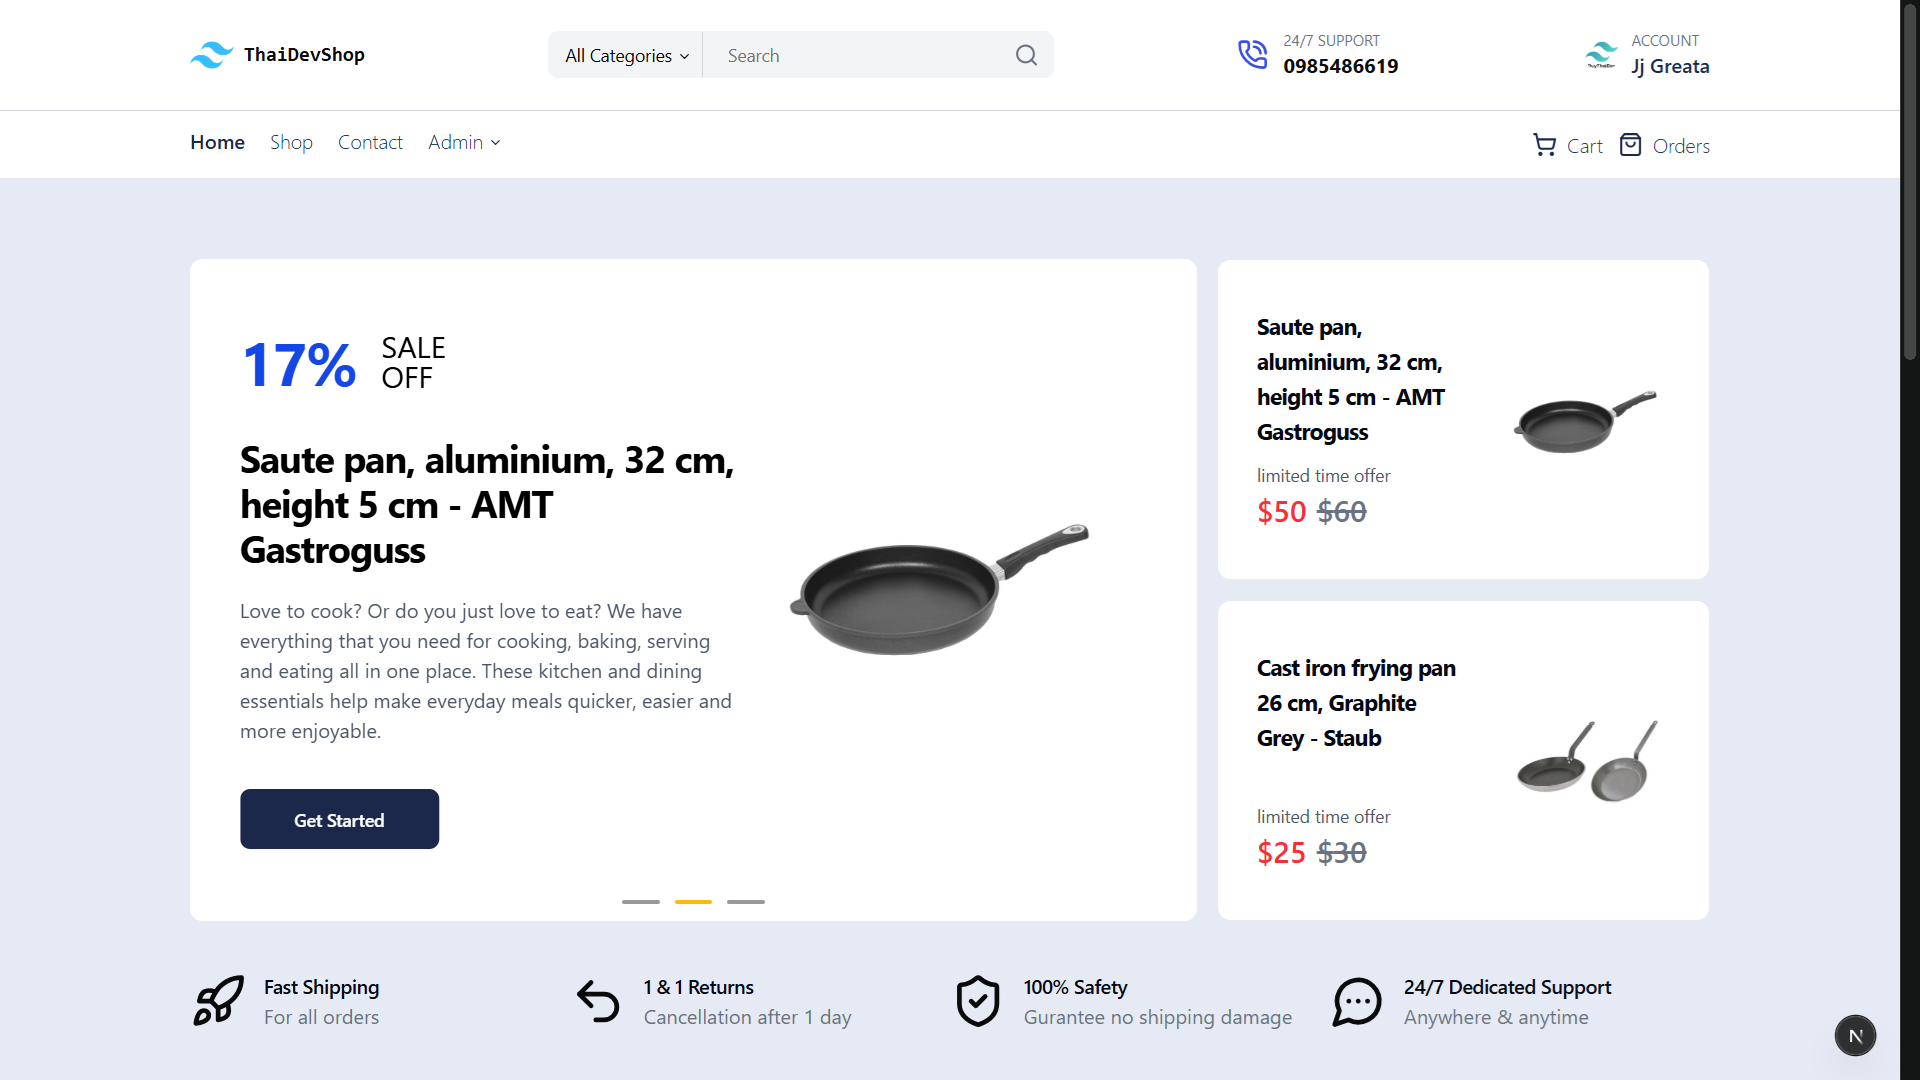 ThaiDevShop
All Categories
Search
24/7 SUPPORT
0985486619
ACCOUNT
Jj Greata
Home
Shop
Contact
Admin
Cart
Orders
17%
SALE
OFF
Saute pan, aluminium, 32 cm,
height 5 cm - AMT
Gastroguss
Love to cook? Or do you just love to eat? We have
everything that you need for cooking, baking, serving
and eating all in one place. These kitchen and dining
essentials help make everyday meals quicker, easier and
more enjoyable.
Get Started
Saute pan,
aluminium, 32 cm,
height 5 cm - AMT
Gastroguss
limited time offer
$50 $60
Cast iron frying pan
26 cm, Graphite
Grey - Staub
limited time offer
$25 $30
Fast Shipping
For all orders
1 & 1 Returns
Cancellation after 1 day
100% Safety
Gurantee no shipping damage
24/7 Dedicated Support
Anywhere & anytime
N